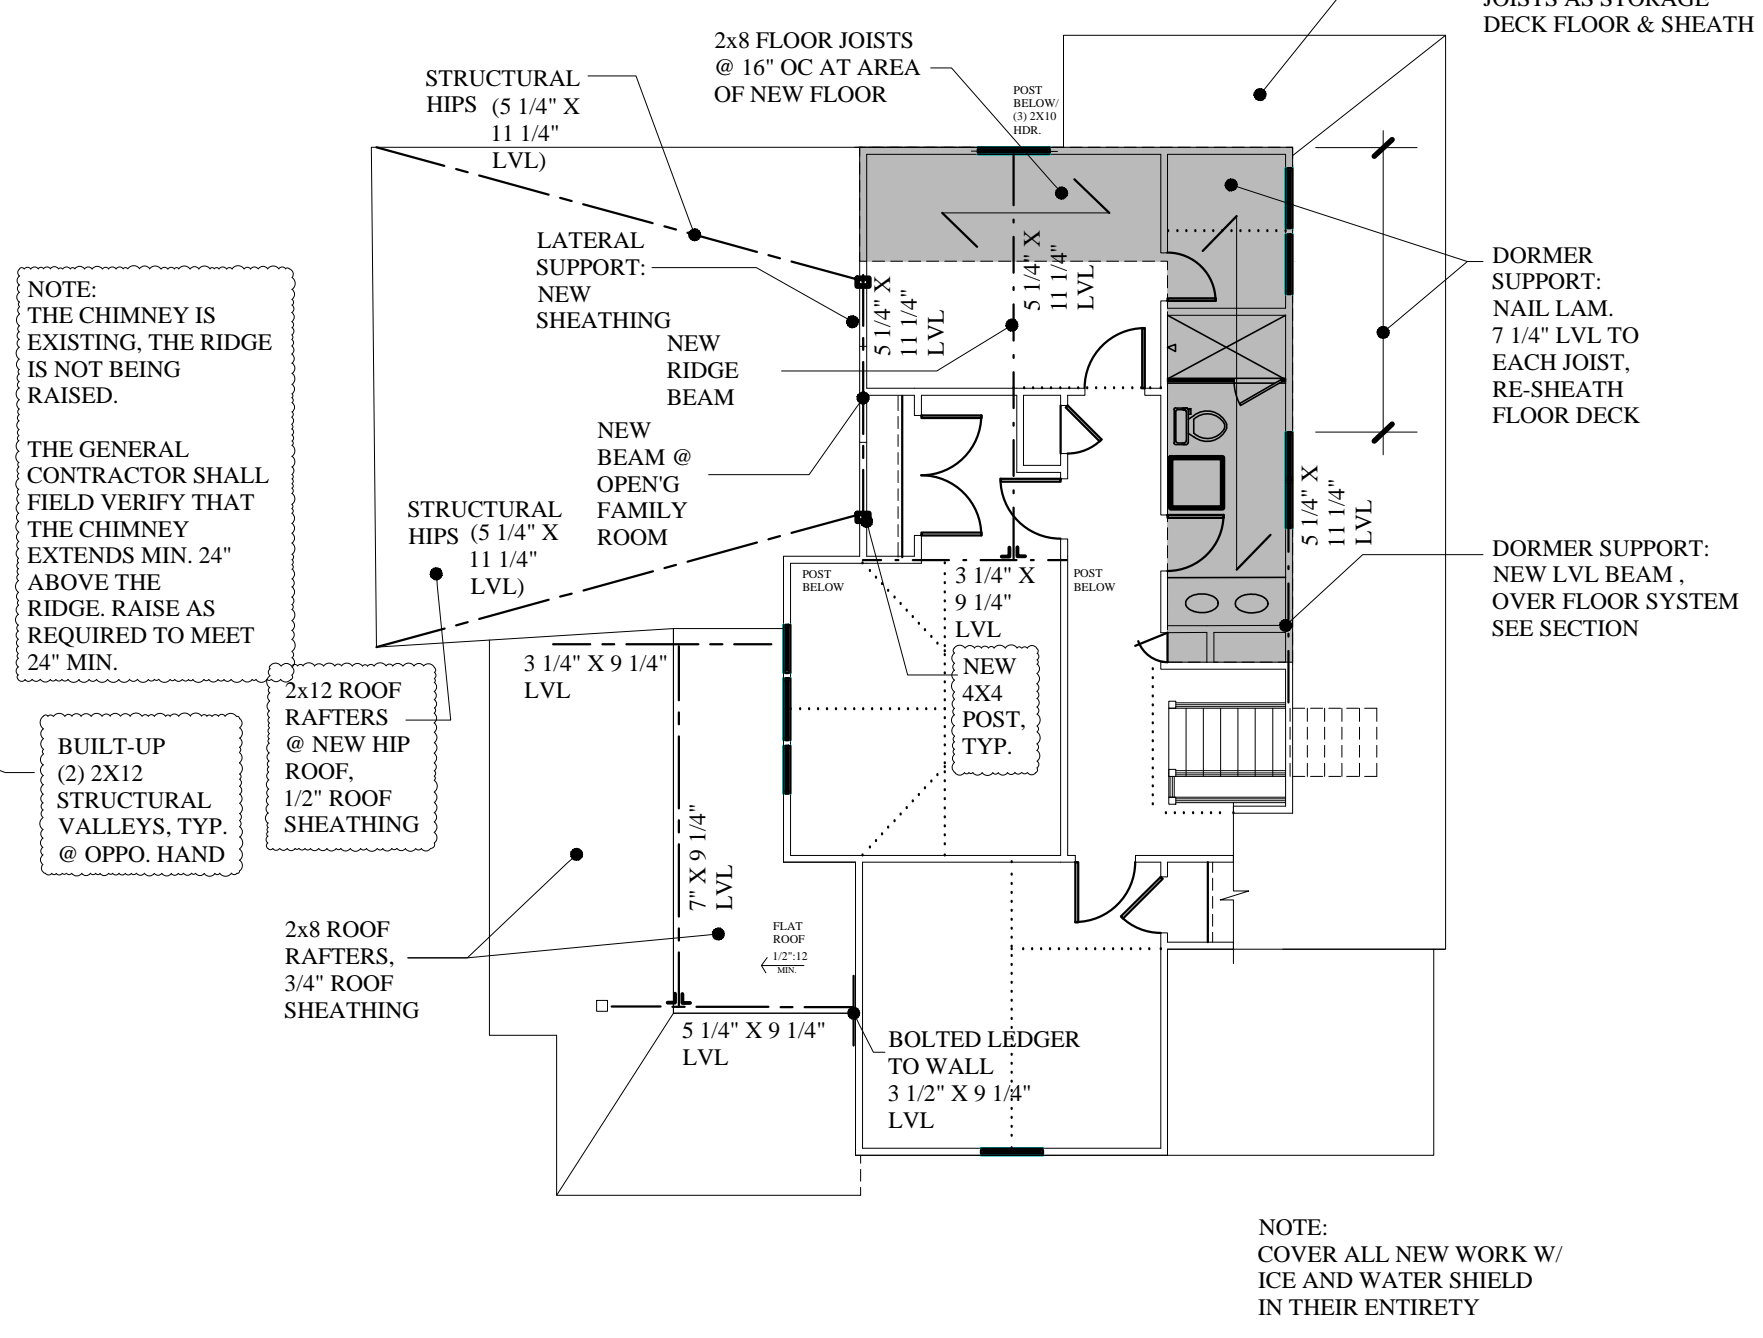 JOISTS AS STORAGE
DECK FLOOR & SHEATH
2x8 FLOOR JOISTS
@ 16" OC AT AREA
OF NEW FLOOR
STRUCTURAL
HIPS (5 1/4" X
11 1/4"
LVL)
POST
BELOW/
(3) 2X10
HDR.
LATERAL
SUPPORT:
NEW
SHEATHING
5 1/4" X
11 1/4"
LVL
5 1/4" X
11 1/4"
LVL
NEW
RIDGE
BEAM
DORMER
SUPPORT:
NAIL LAM.
7 1/4" LVL TO
EACH JOIST,
RE-SHEATH
FLOOR DECK
NOTE:
THE CHIMNEY IS
EXISTING, THE RIDGE
IS NOT BEING
RAISED.
THE GENERAL
CONTRACTOR SHALL
FIELD VERIFY THAT
THE CHIMNEY
EXTENDS MIN. 24"
ABOVE THE
RIDGE. RAISE AS
REQUIRED TO MEET
24" MIN.
NEW
BEAM @
OPEN'G
FAMILY
ROOM
STRUCTURAL
HIPS (5 1/4" X
11 1/4"
LVL)
5 1/4" X
11 1/4"
LVL
DORMER SUPPORT:
NEW LVL BEAM ,
OVER FLOOR SYSTEM
SEE SECTION
POST
BELOW
3 1/4" X
9 1/4"
LVL
POST
BELOW
3 1/4" X 9 1/4"
LVL
NEW
4X4
POST,
TYP.
2x12 ROOF
RAFTERS
@ NEW HIP
ROOF,
1/2" ROOF
SHEATHING
BUILT-UP
(2) 2X12
STRUCTURAL
VALLEYS, TYP.
@ OPPO. HAND
7" X 9 1/4"
LVL
2x8 ROOF
RAFTERS,
3/4" ROOF
SHEATHING
FLAT
ROOF
1/2":12
MIN.
5 1/4" X 9 1/4"
LVL
BOLTED LEDGER
TO WALL
3 1/2" X 9 1/4"
LVL
NOTE:
COVER ALL NEW WORK W/
ICE AND WATER SHIELD
IN THEIR ENTIRETY